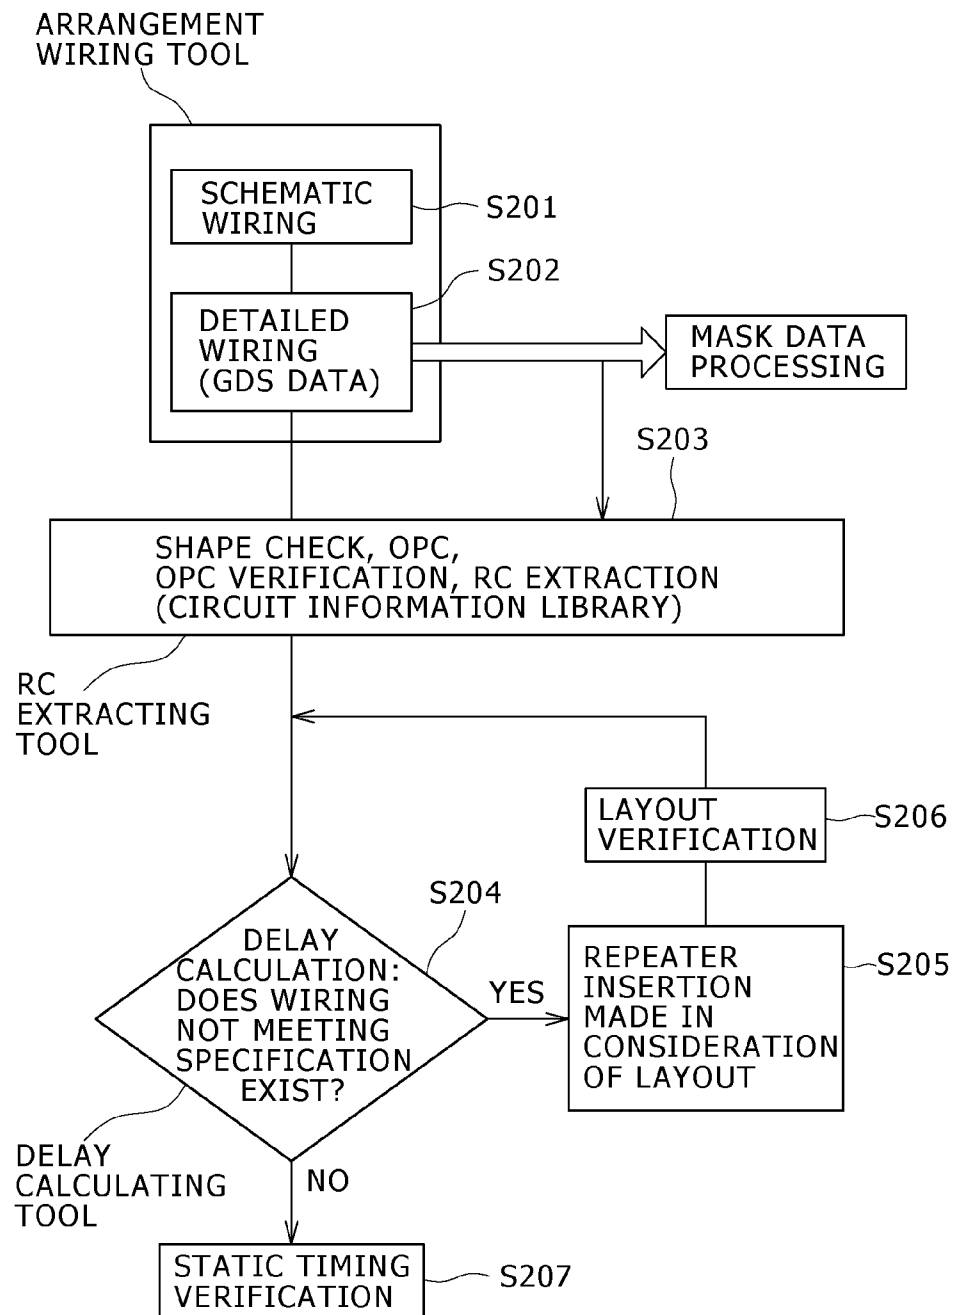 ARRANGEMENT
WIRING TOOL
SCHEMATIC
WIRING
S201
S202
DETAILED
WIRING
(GDS DATA)
MASK DATA
PROCESSING
S203
SHAPE CHECK, OPC,
OPC VERIFICATION, RC EXTRACTION
(CIRCUIT INFORMATION LIBRARY)
RC
EXTRACTING
TOOL
LAYOUT
VERIFICATION
S206
S204
DELAY
CALCULATION:
DOES WIRING
NOT MEETING
SPECIFICATION
EXIST?
YES
REPEATER
INSERTION
MADE IN
CONSIDERATION
OF LAYOUT
S205
DELAY
CALCULATING
TOOL
NO
STATIC TIMING
VERIFICATION
S207